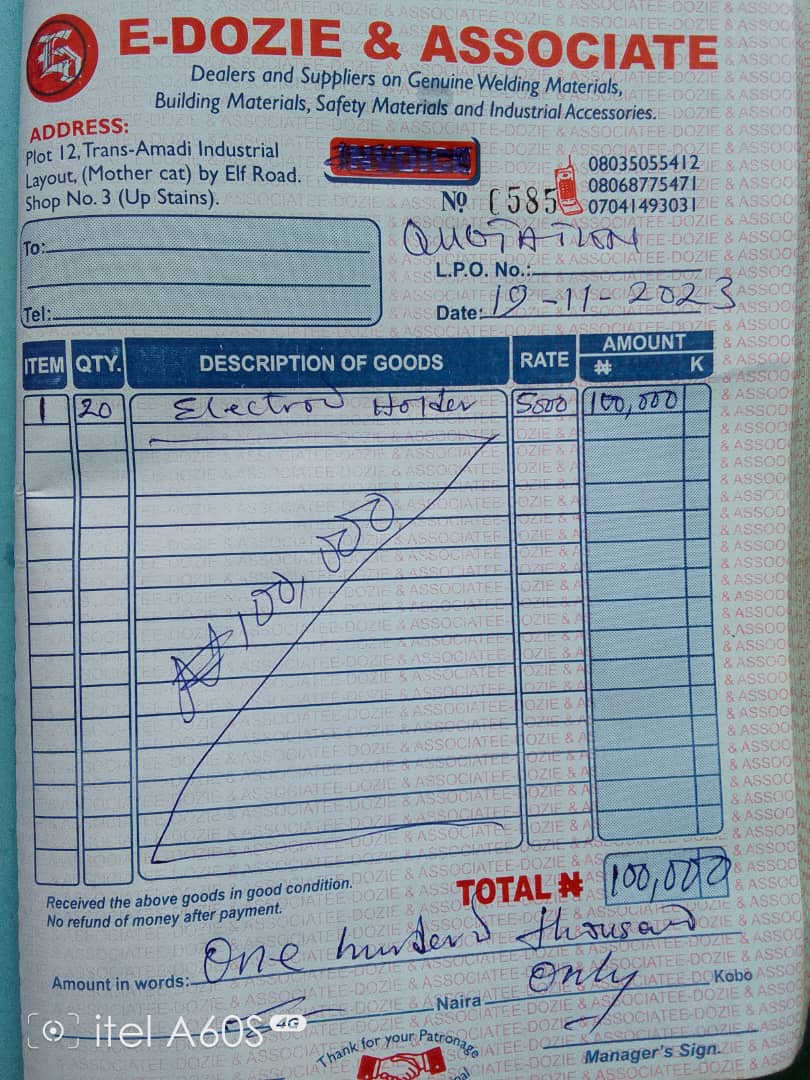 E-DOZIE & ASSOCIATE
Dealers and Suppliers on Genuine Welding Materials,
Building Materials, Safety Materials and Industrial Accessories.
ADDRESS:
Plot 12, Trans-Amadi Industrial
Layout, (Mother cat) by Elf Road.
Shop No. 3 (Up Stains).
INVOICE
Nº 0585
08035055412
08068775471
07041493031
QUOTATION
To:
Tel:
L.P.O. No.:
Date: 19-11-2023
ITEM QTY. DESCRIPTION OF GOODS RATE AMOUNT
₦ K
1 20 Electrod Holder 5000 100,000
₦100,000
Received the above goods in good condition.
No refund of money after payment.
TOTAL ₦ 100,000
Amount in words: One hunderd thousand
Naira Only Kobo
Thank for your Patronage
Manager's Sign.
itel A60S 4G